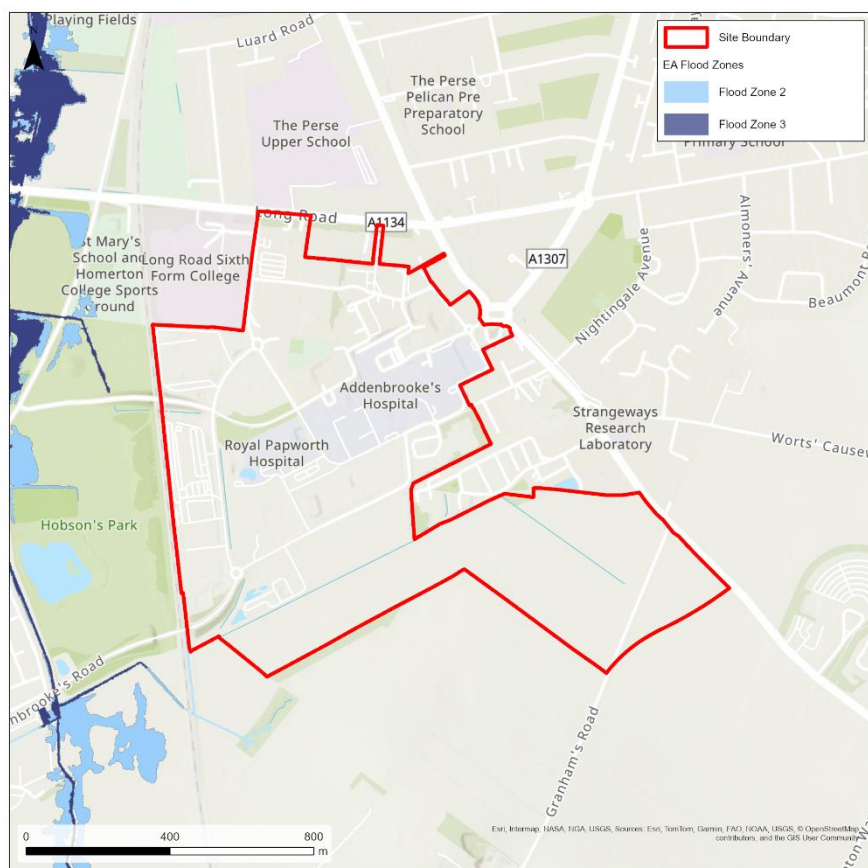 Playing Fields
N
Luard Road
The Perse
Pelican Pre
Preparatory
School
The Perse
Upper School
Site Boundary
EA Flood Zones
Flood Zone 2
Flood Zone 3
Primary School
Long Road
A1134
St Mary's
School and
Homerton
College Sports
Ground
Long Road Sixth
Form College
A1307
Nightingale Avenue
Almoners' Avenue
Beaumont R
Addenbrooke's
Hospital
Royal Papworth
Hospital
Strangeways
Research
Laboratory
Worts' Causew
Hobson's Park
nbrooke's Road
Granham's Road
0
400
800
m
Esri, Intermap, NASA, NGA, USGS, Sources: Esri, TomTom, Garmin, FAO, NOAA, USGS, © OpenStreetMap
contributors, and the GIS User Community
ton Wa